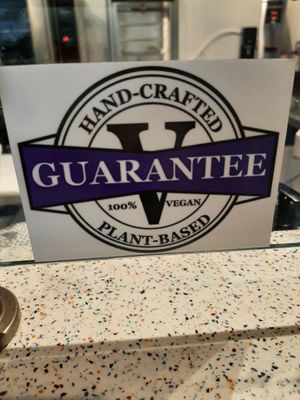 HAND-CRAFTED
V
GUARANTEE
100% VEGAN
PLANT-BASED